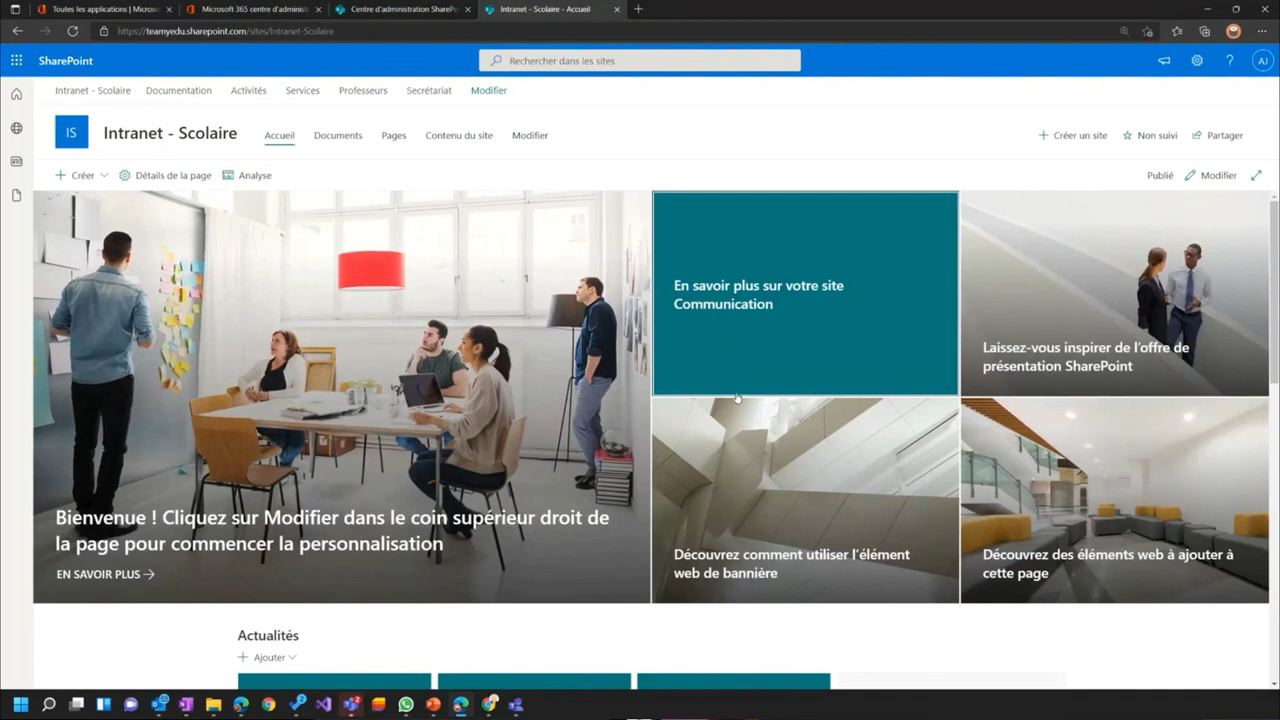 Toutes les applications | Microso
Microsoft 365 centre d'administ
Centre d'administration SharePo
Intranet - Scolaire - Accueil
https://teamyedu.sharepoint.com/sites/Intranet-Scolaire
SharePoint
Rechercher dans les sites
AJ
Intranet - Scolaire
Documentation
Activités
Services
Professeurs
Secrétariat
Modifier
IS
Intranet - Scolaire
Accueil
Documents
Pages
Contenu du site
Modifier
Créer un site
Non suivi
Partager
Créer
Détails de la page
Analyse
Publié
Modifier
En savoir plus sur votre site
Communication
Laissez-vous inspirer de l'offre de
présentation SharePoint
Bienvenue ! Cliquez sur Modifier dans le coin supérieur droit de
la page pour commencer la personnalisation
EN SAVOIR PLUS
Découvrez comment utiliser l'élément
web de bannière
Découvrez des éléments web à ajouter à
cette page
Actualités
Ajouter